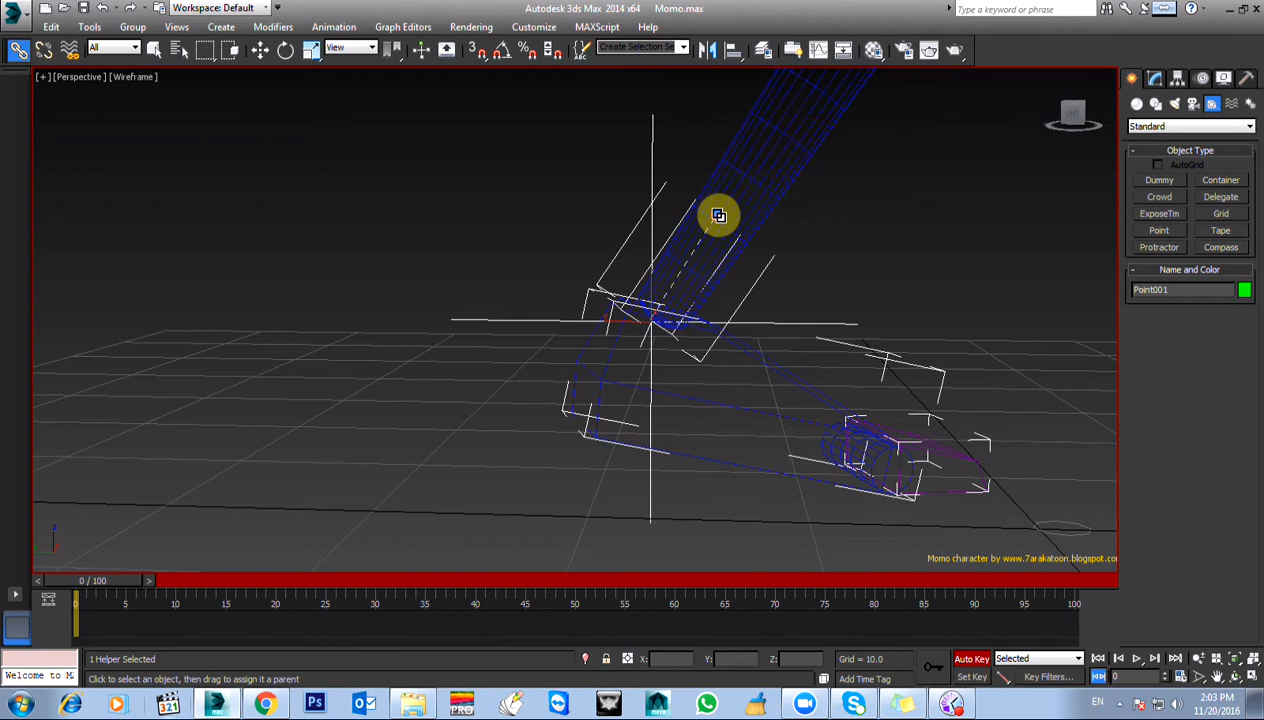 Workspace: Default
Autodesk 3ds Max 2014 x64
Momo.max
Type a keyword or phrase
Edit Tools Group Views Create Modifiers Animation Graph Editors Rendering Customize MAXScript Help
All
View
Create Selection Se
[+] [Perspective] [Wireframe]
Standard
Object Type
AutoGrid
Dummy Container
Crowd Delegate
ExposeTm Grid
Point Tape
Protractor Compass
Name and Color
Point001
Momo character by www.7arakatoon.blogspot.com
0 / 100
0 5 10 15 20 25 30 35 40 45 50 55 60 65 70 75 80 85 90 95 100
1 Helper Selected
X: Y: Z: Grid = 10.0
Auto Key Selected
Welcome to M
Click to select an object, then drag to assign it a parent
Add Time Tag
Set Key Key Filters...
0
EN 2:03 PM
11/20/2016